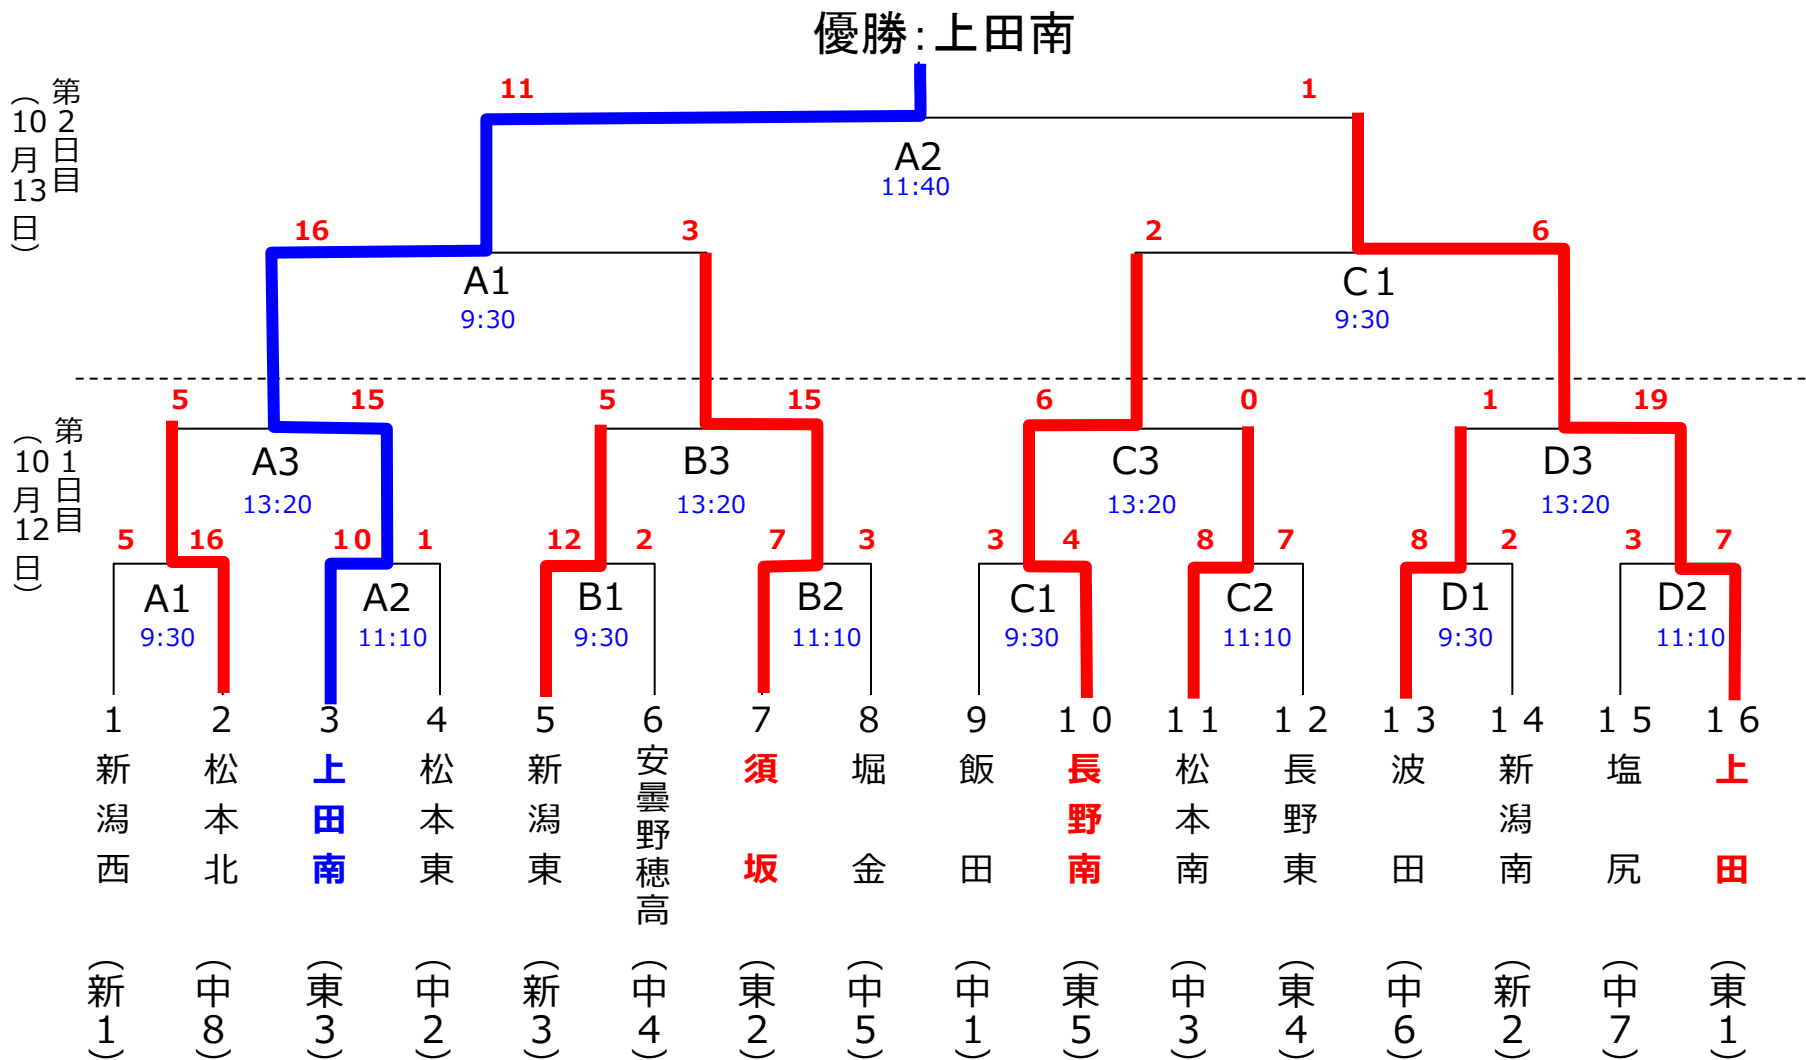 優勝：上田南
第２日目
（10月13日）
11
1
A2
11:40
16
3
2
6
A1
9:30
C１
9:30
第１日目
（10月12日）
5
15
5
15
6
0
1
19
A3
13:20
B3
13:20
C3
13:20
D3
13:20
5
16
10
1
12
2
7
3
3
4
8
7
8
2
3
7
A1
9:30
A2
11:10
B1
9:30
B2
11:10
C1
9:30
C2
11:10
D1
9:30
D2
11:10
１
２
３
４
５
６
７
８
９
１０
１１
１２
１３
１４
１５
１６
新潟西
松本北
上田南
松本東
新潟東
安曇野穂高
須坂
堀金
飯田
長野南
松本南
長野東
波田
新潟南
塩尻
上田
（新１）
（中８）
（東３）
（中２）
（新３）
（中４）
（東２）
（中５）
（中１）
（東５）
（中３）
（東４）
（中６）
（新２）
（中７）
（東１）